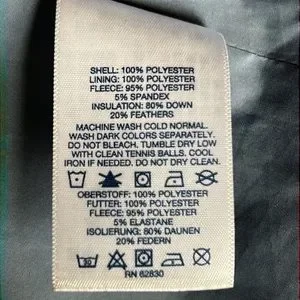 SHELL: 100% POLYESTER
LINING: 100% POLYESTER
FLEECE: 95% POLYESTER
5% SPANDEX
INSULATION: 80% DOWN
20% FEATHERS
MACHINE WASH COLD NORMAL.
WASH DARK COLORS SEPARATELY.
DO NOT BLEACH. TUMBLE DRY LOW
WITH CLEAN TENNIS BALLS. COOL
IRON IF NEEDED. DO NOT DRY CLEAN.
OBERSTOFF: 100% POLYESTER
FUTTER: 100% POLYESTER
FLEECE: 95% POLYESTER
5% ELASTANE
ISOLIERUNG: 80% DAUNEN
20% FEDERN
RN 62830